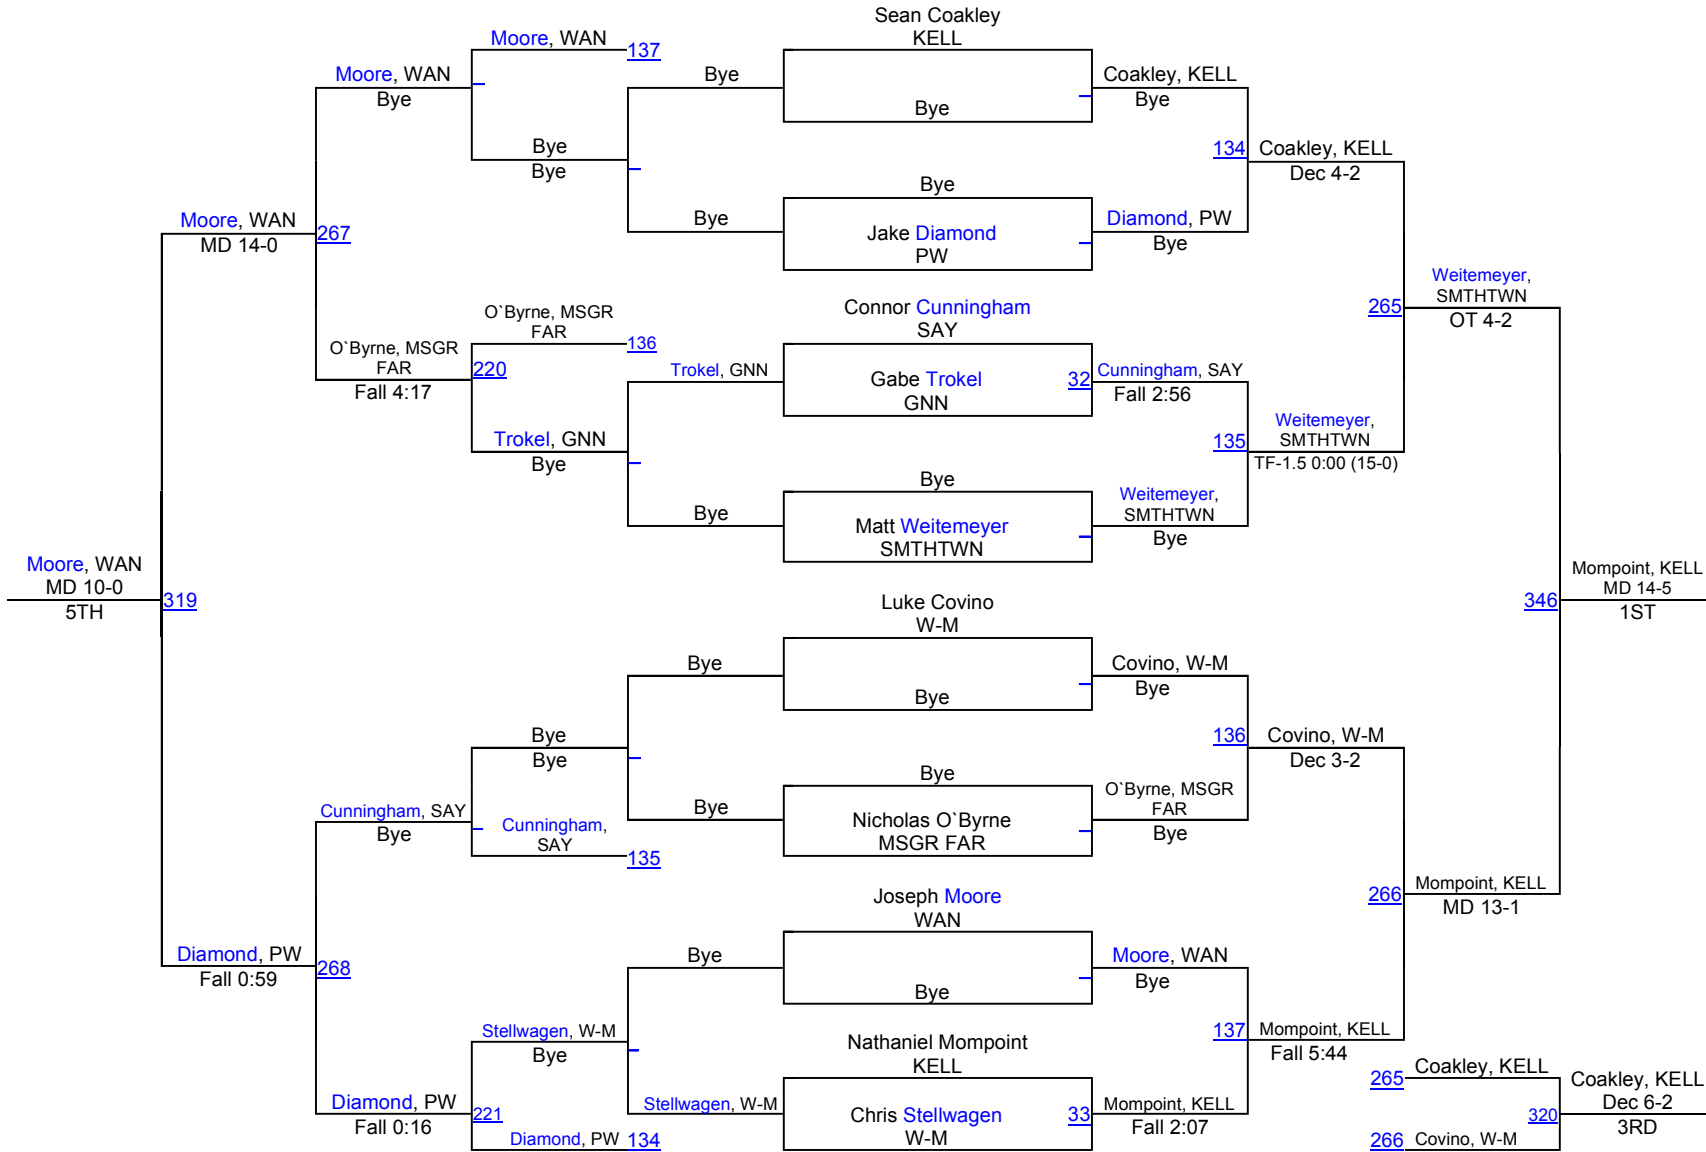 Sean Coakley
KELL
Bye
Coakley, KELL
Bye
134
Coakley, KELL
Dec 4-2
Bye
Jake Diamond
PW
Diamond, PW
Bye
265
Weitemeyer,
SMTHTWN
OT 4-2
Connor Cunningham
SAY
Gabe Trokel
GNN
32
Cunningham, SAY
Fall 2:56
135
Weitemeyer,
SMTHTWN
TF-1.5 0:00 (15-0)
Bye
Matt Weitemeyer
SMTHTWN
Weitemeyer,
SMTHTWN
Bye
346
Mompoint, KELL
MD 14-5
1ST
Luke Covino
W-M
Bye
Covino, W-M
Bye
136
Covino, W-M
Dec 3-2
Bye
Nicholas O`Byrne
MSGR FAR
O`Byrne, MSGR
FAR
Bye
266
Mompoint, KELL
MD 13-1
Joseph Moore
WAN
Bye
Moore, WAN
Bye
137
Mompoint, KELL
Fall 5:44
Nathaniel Mompoint
KELL
Chris Stellwagen
W-M
33
Mompoint, KELL
Fall 2:07
265
Coakley, KELL
320
Coakley, KELL
Dec 6-2
3RD
266
Covino, W-M
Moore, WAN
137
Moore, WAN
Bye
Bye
Bye
Bye
Bye
Moore, WAN
MD 14-0
267
O`Byrne, MSGR
FAR
136
O`Byrne, MSGR
FAR
Fall 4:17
220
Trokel, GNN
Trokel, GNN
Bye
Bye
Moore, WAN
MD 10-0
5TH
319
Bye
Bye
Bye
Bye
Cunningham, SAY
Bye
Cunningham,
SAY
135
Diamond, PW
Fall 0:59
268
Bye
Stellwagen, W-M
Bye
Stellwagen, W-M
Diamond, PW
Fall 0:16
221
Diamond, PW
134